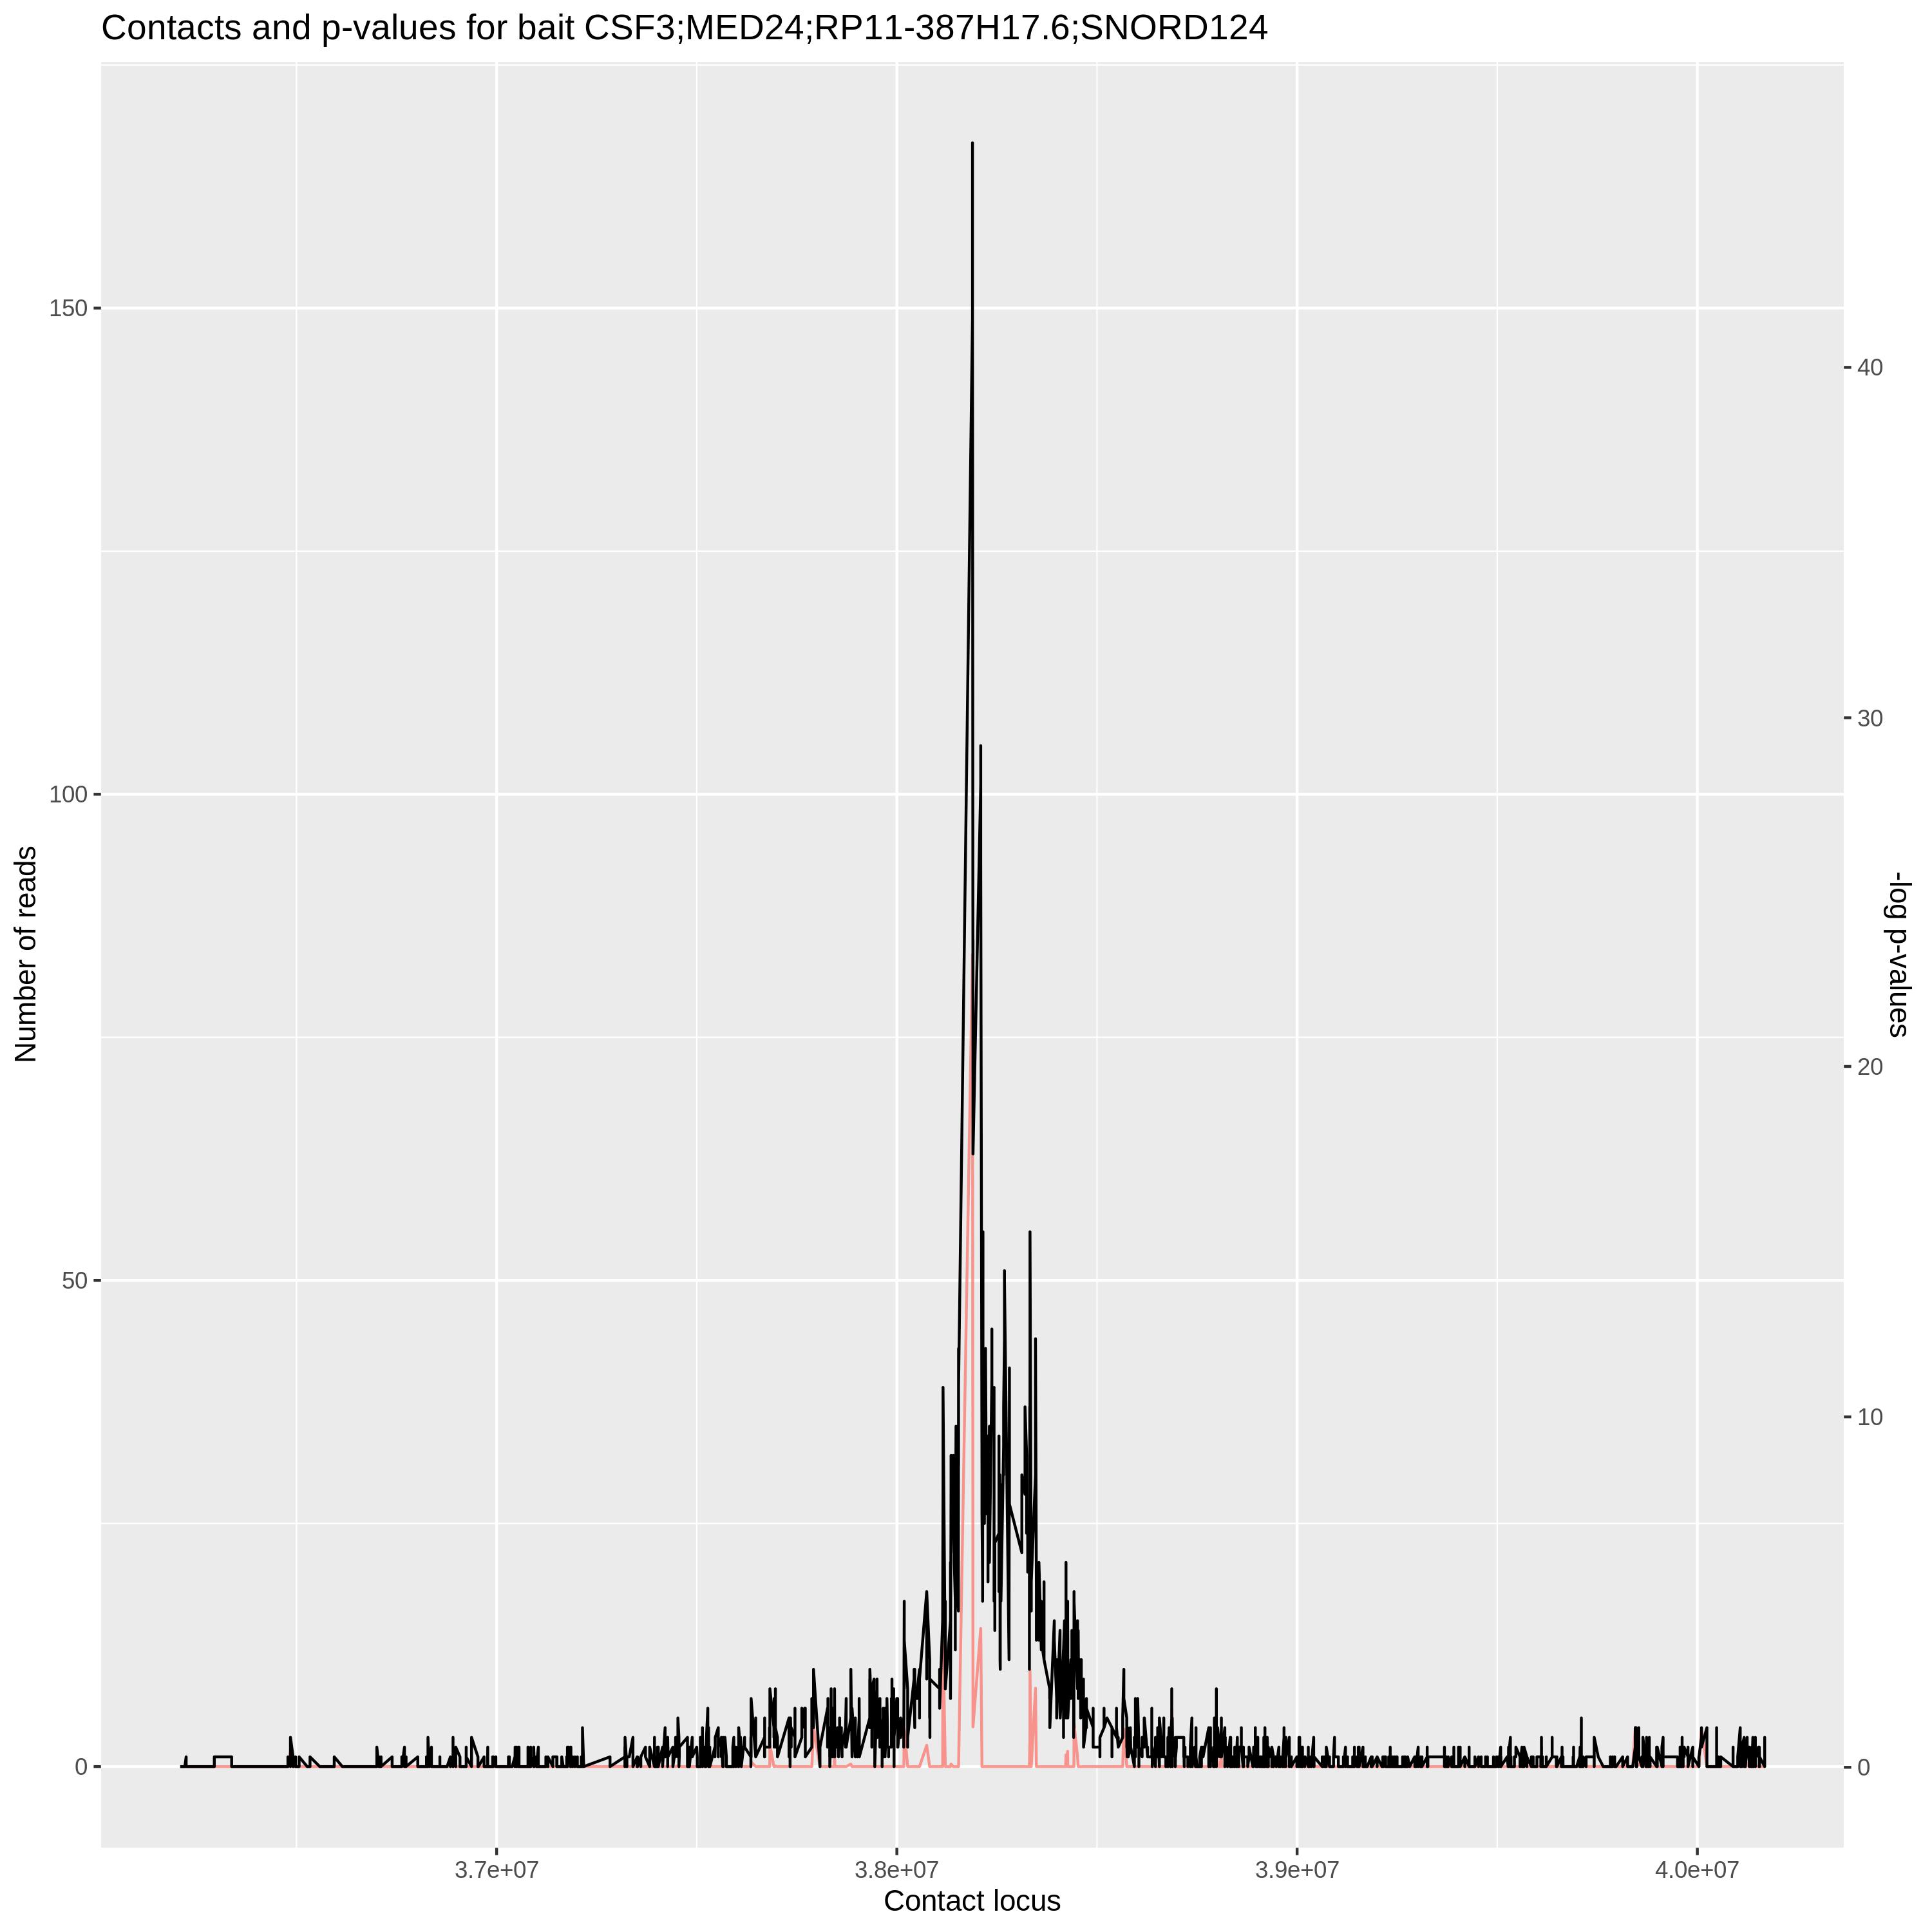 Contacts and p-values for bait CSF3;MED24;RP11-387H17.6;SNORD124
150
100
50
0
40
30
20
10
0
Number of reads
-log p-values
3.7e+07
3.8e+07
3.9e+07
4.0e+07
Contact locus